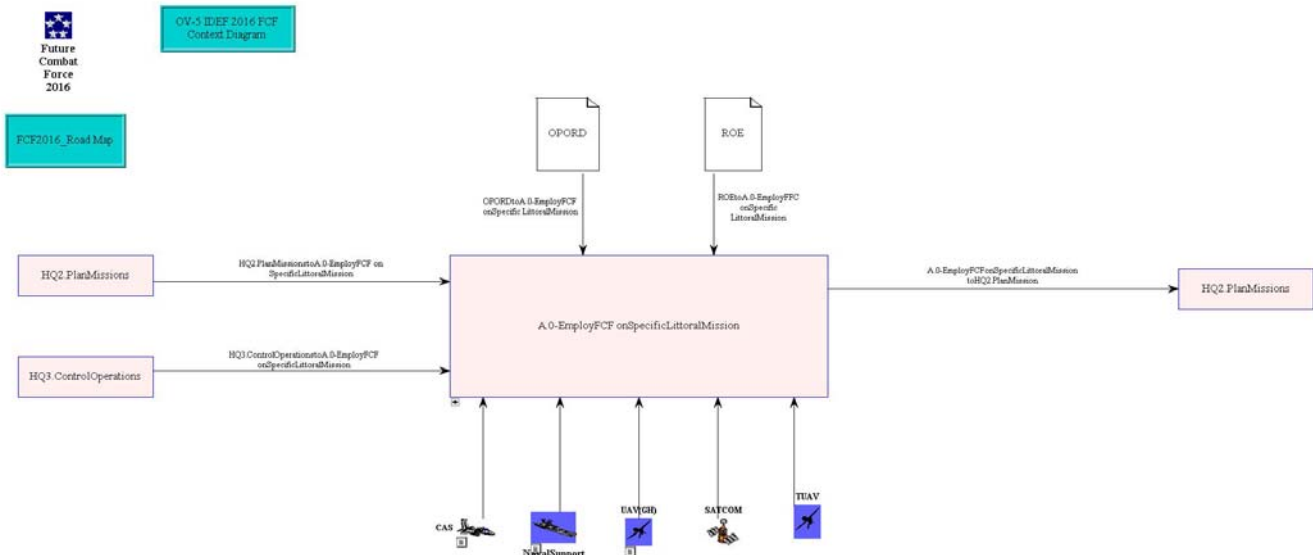 Future
Combat
Force
2016
OV-5 IDEF 2016 FCF
Context Diagram
FCF2016_Road Map
OPORD
ROE
OPORDtoA.0-EmployFCF
onSpecific LittoralMission
ROEtoA.0-EmployFFC
onSpecific
LittoralMission
HQ2.PlanMissions
HQ2.PlanMissionstoA.0-EmployFCF on
SpecificLittoralMission
A.0-EmployFCF onSpecificLittoralMission
A.0-EmployFCFonSpecificLittoralMission
toHQ2.PlanMission
HQ2.PlanMissions
HQ3.ControlOperations
HQ3.ControlOperationstoA.0-EmployFCF
onSpecificLittoralMission
CAS
NavalSupport
UAV(GH)
SATCOM
TUAV